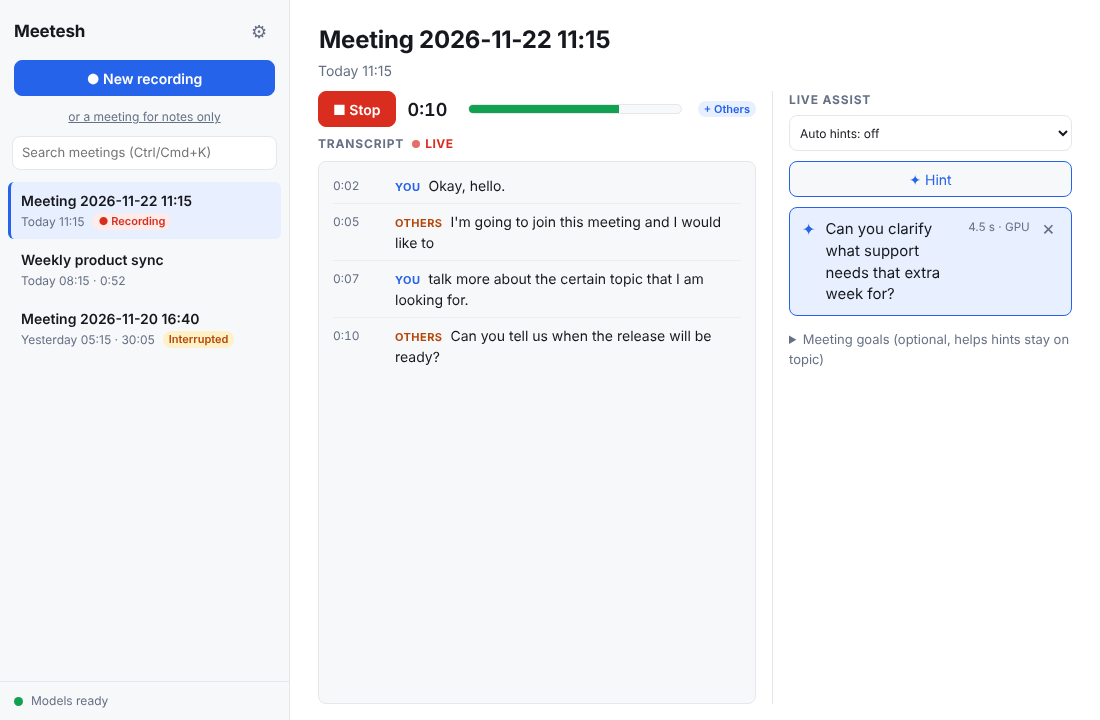 Meetesh
New recording
or a meeting for notes only
Search meetings (Ctrl/Cmd+K)
Meeting 2026-11-22 11:15
Today 11:15 Recording
Weekly product sync
Today 08:15 · 0:52
Meeting 2026-11-20 16:40
Yesterday 05:15 · 30:05 Interrupted
Models ready
Meeting 2026-11-22 11:15
Today 11:15
Stop 0:10 + Others
TRANSCRIPT LIVE
0:02 YOU Okay, hello.
0:05 OTHERS I'm going to join this meeting and I would
like to
0:07 YOU talk more about the certain topic that I am
looking for.
0:10 OTHERS Can you tell us when the release will be
ready?
LIVE ASSIST
Auto hints: off
Hint
Can you clarify 4.5 s · GPU
what support
needs that extra
week for?
Meeting goals (optional, helps hints stay on
topic)